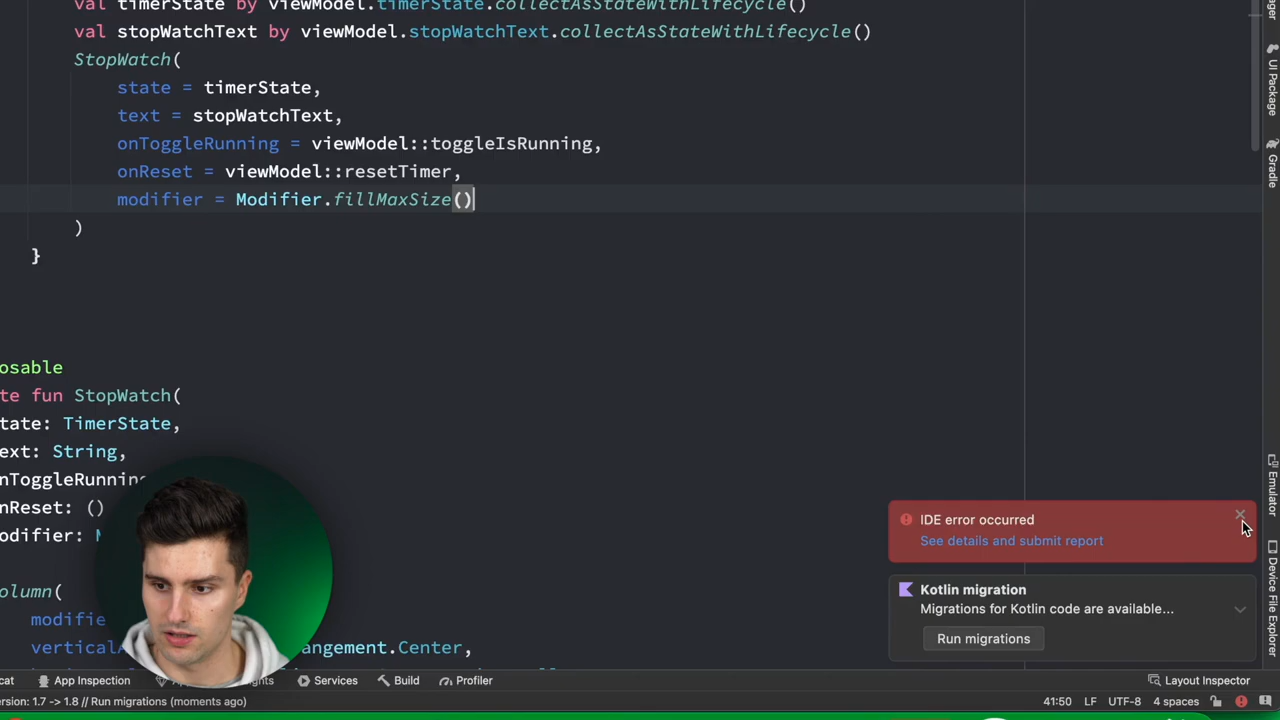 val timerState by viewModel.timerState.collectAsStateWithLifecycle()
val stopWatchText by viewModel.stopWatchText.collectAsStateWithLifecycle()
StopWatch(
state = timerState,
text = stopWatchText,
onToggleRunning = viewModel::toggleIsRunning,
onReset = viewModel::resetTimer,
modifier = Modifier.fillMaxSize()
)
}
osable
te fun StopWatch(
tate: TimerState,
ext: String,
nToggleRunning
nReset: ()
odifier: M
olumn(
modifie
verticalA angement.Center,
UI Package
Gradle
Emulator
Device File Explorer
IDE error occurred
See details and submit report
Kotlin migration
Migrations for Kotlin code are available...
Run migrations
cat App Inspection Services Build Profiler Layout Inspector
ersion: 1.7 -> 1.8 // Run migrations (moments ago) 41:50 LF UTF-8 4 spaces